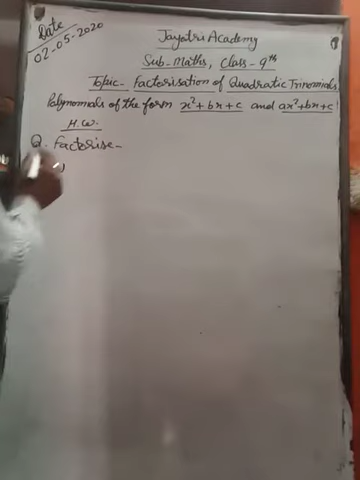 Date
02-05-2020
Jayotri Academy
Sub-Maths, Class-9th
Topic- Factorisation of Quadratic Trinomials
Polynomials of the form x²+bx+c and ax²+bx+c
H.W.
Q. Factorise-